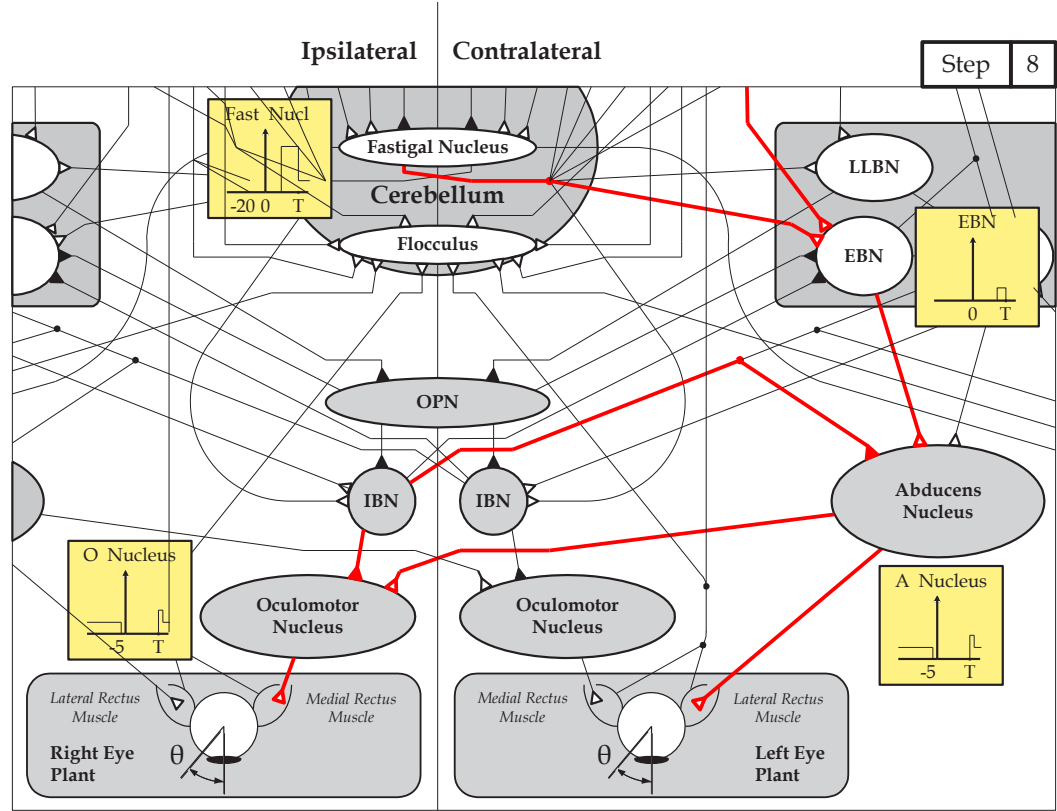 Ipsilateral
Contralateral
Step 8
Fast Nucl
-20 0 T
Fastigal Nucleus
Cerebellum
Flocculus
LLBN
EBN
EBN
0 T
OPN
IBN
IBN
Abducens
Nucleus
O Nucleus
-5 T
Oculomotor
Nucleus
Oculomotor
Nucleus
A Nucleus
-5 T
Lateral Rectus
Muscle
Medial Rectus
Muscle
Right Eye
Plant
θ
Medial Rectus
Muscle
Lateral Rectus
Muscle
θ
Left Eye
Plant